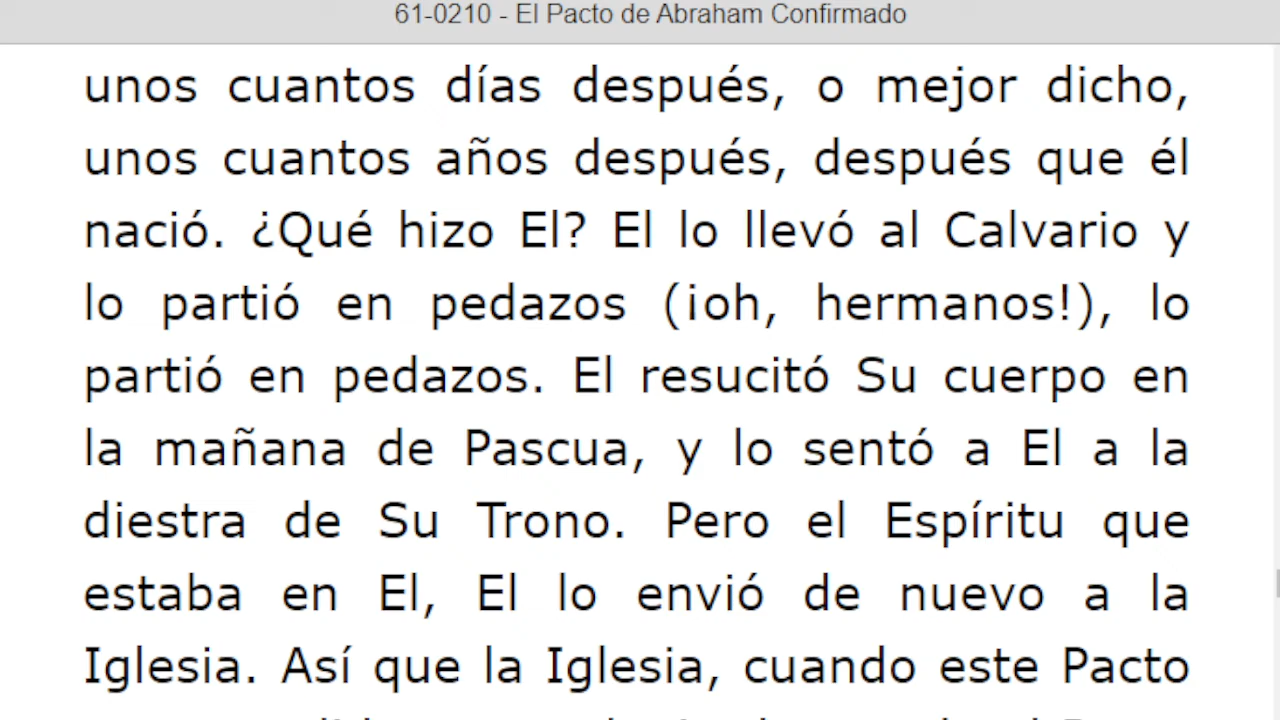 61-0210 - El Pacto de Abraham Confirmado
unos cuantos días después, o mejor dicho,
unos cuantos años después, después que él
nació. ¿Qué hizo El? El lo llevó al Calvario y
lo partió en pedazos (¡oh, hermanos!), lo
partió en pedazos. El resucitó Su cuerpo en
la mañana de Pascua, y lo sentó a El a la
diestra de Su Trono. Pero el Espíritu que
estaba en El, El lo envió de nuevo a la
Iglesia. Así que la Iglesia, cuando este Pacto